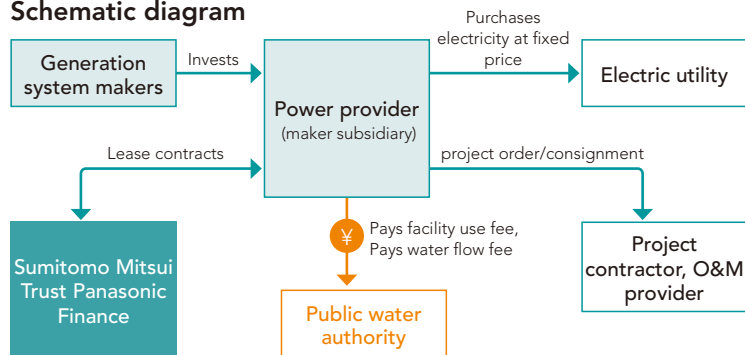 Schematic diagram
Generation
system makers
Invests
Power provider
(maker subsidiary)
Purchases
electricity at fixed
price
Electric utility
Lease contracts
project order/consignment
Sumitomo Mitsui
Trust Panasonic
Finance
¥
Pays facility use fee,
Pays water flow fee
Public water
authority
Project
contractor, O&M
provider